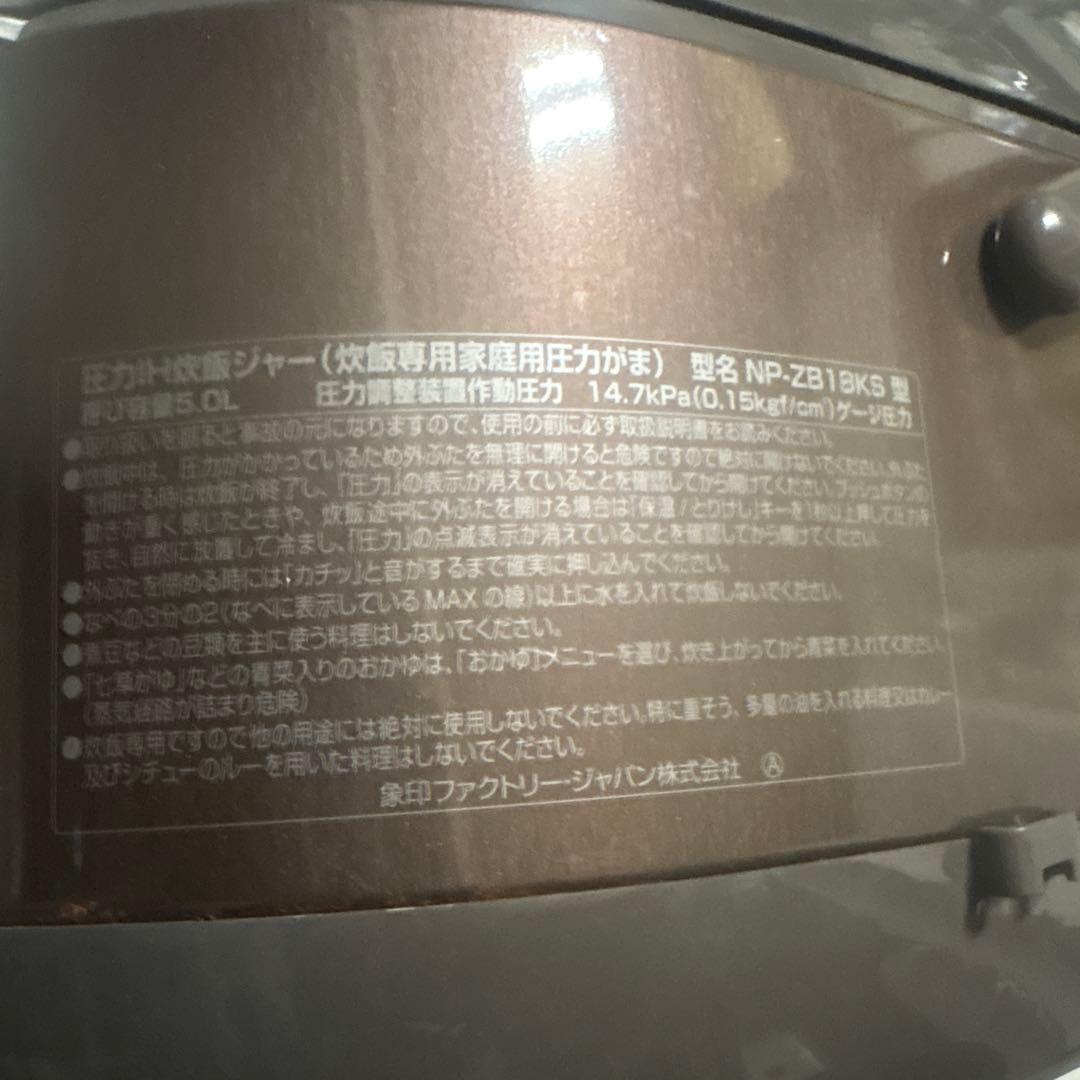 圧力IH炊飯ジャー(炊飯専用家庭用圧力がま) 型名 NP-ZB18KS 型
呼び容量5.0L 圧力調整装置作動圧力 14.7kPa(0.15kgf/cm²)ゲージ圧力
●取り扱いを誤ると事故の元になりますので、使用の前に必ず取扱説明書をお読みください。
●炊飯中は、圧力がかかっているため外ぶたを無理に開けると危険ですので絶対に開けないでください。外ぶた
を開ける時は炊飯が終了し、「圧力」の表示が消えていることを確認してから開けてください。プッシュボタンの
動きが重く感じたときや、炊飯途中に外ぶたを開ける場合は「保温/とりけし」キーを1秒以上押して圧力を
抜き、自然に放置して冷まし、「圧力」の点滅表示が消えていることを確認してから開けてください。
●外ぶたを閉める時には「カチッ」と音がするまで確実に押し込んでください。
●なべの3分の2(なべに表示しているMAXの線)以上に水を入れて炊飯しないでください。
●煮豆などの豆類を主に使う料理はしないでください。
●「七草がゆ」などの青菜入りのおかゆは、「おかゆ」メニューを選び、炊き上がってから青菜を入れてください。
(蒸気通路が詰まり危険)
●炊飯専用ですので他の用途には絶対に使用しないでください。特に重そう、多量の油を入れる料理又はカレー
及びシチューのルーを用いた料理はしないでください。
象印ファクトリー・ジャパン株式会社 Ⓐ